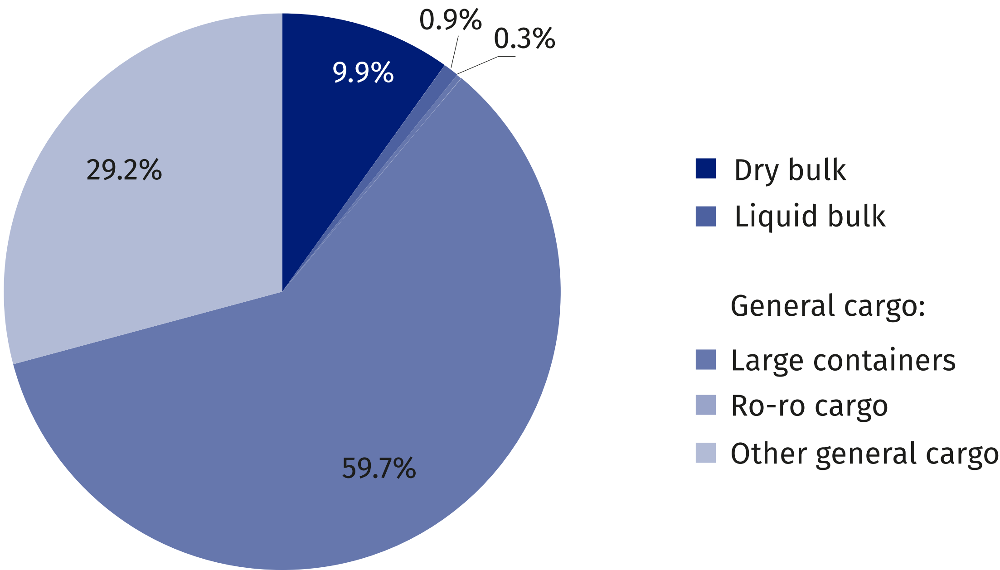 0.9%
0.3%
9.9%
29.2%
59.7%
Dry bulk
Liquid bulk
General cargo:
Large containers
Ro-ro cargo
Other general cargo